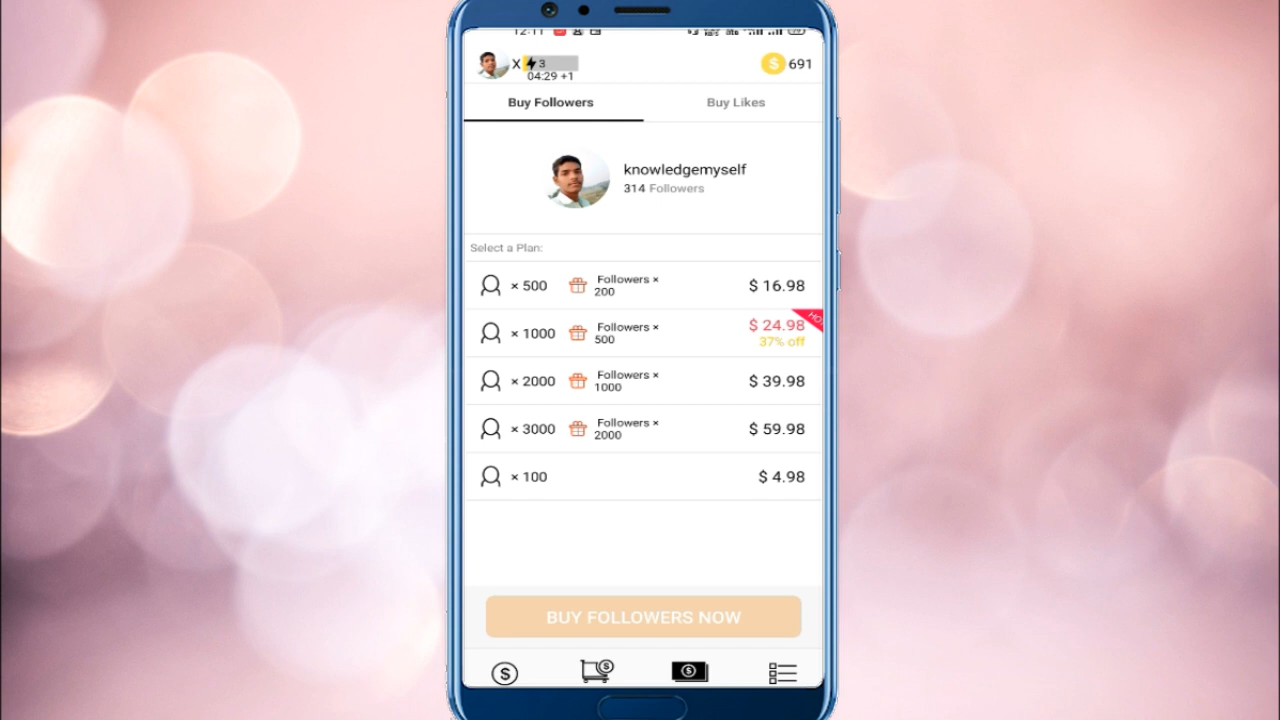 12:11
X 3
04:29 +1
$ 691
Buy Followers Buy Likes
knowledgemyself
314 Followers
Select a Plan:
× 500 Followers × $ 16.98
200
× 1000 Followers × $ 24.98
500 37% off
× 2000 Followers × $ 39.98
1000
× 3000 Followers × $ 59.98
2000
× 100 $ 4.98
BUY FOLLOWERS NOW